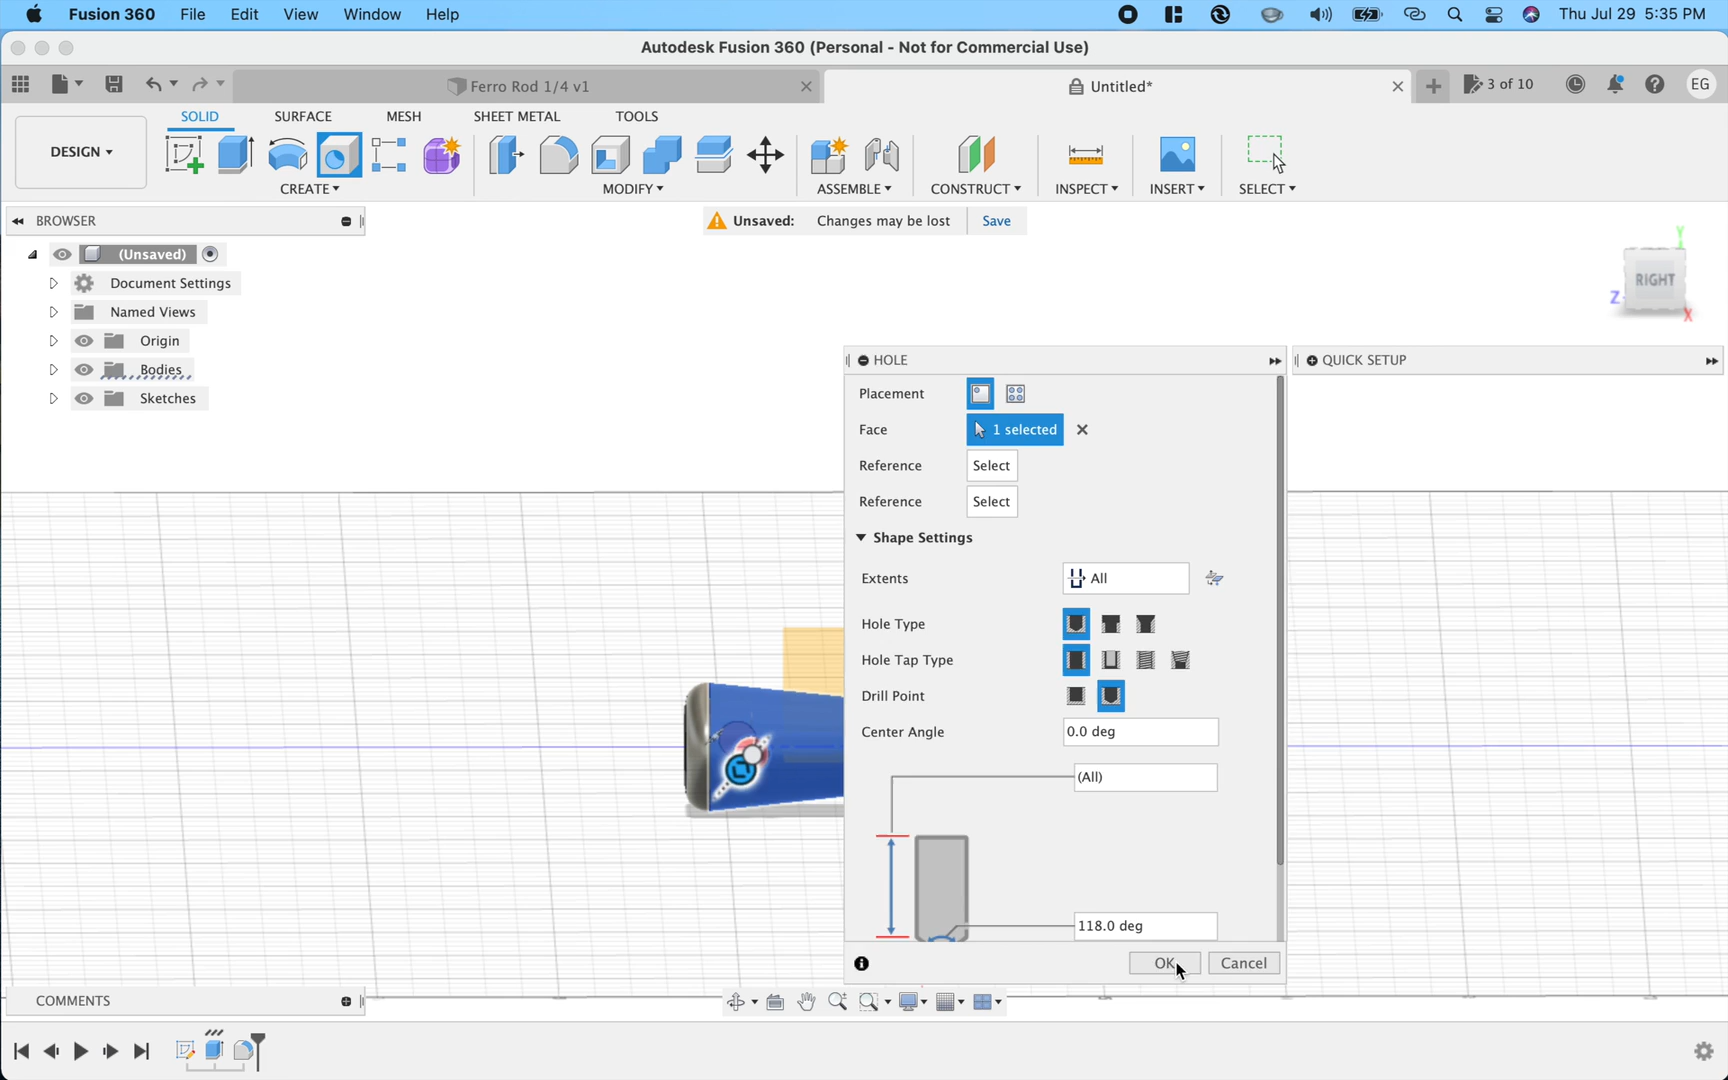 Fusion 360 File Edit View Window Help Thu Jul 29 5:35 PM
Autodesk Fusion 360 (Personal - Not for Commercial Use)
Ferro Rod 1/4 v1 Untitled* 3 of 10 EG
SOLID SURFACE MESH SHEET METAL TOOLS
DESIGN
CREATE MODIFY ASSEMBLE CONSTRUCT INSPECT INSERT SELECT
BROWSER Unsaved: Changes may be lost Save
(Unsaved)
Document Settings
Named Views
Origin
Bodies
Sketches
Y
RIGHT
Z
X
HOLE QUICK SETUP
Placement
Face 1 selected
Reference Select
Reference Select
Shape Settings
Extents All
Hole Type
Hole Tap Type
Drill Point
Center Angle 0.0 deg
(All)
118.0 deg
OK Cancel
COMMENTS